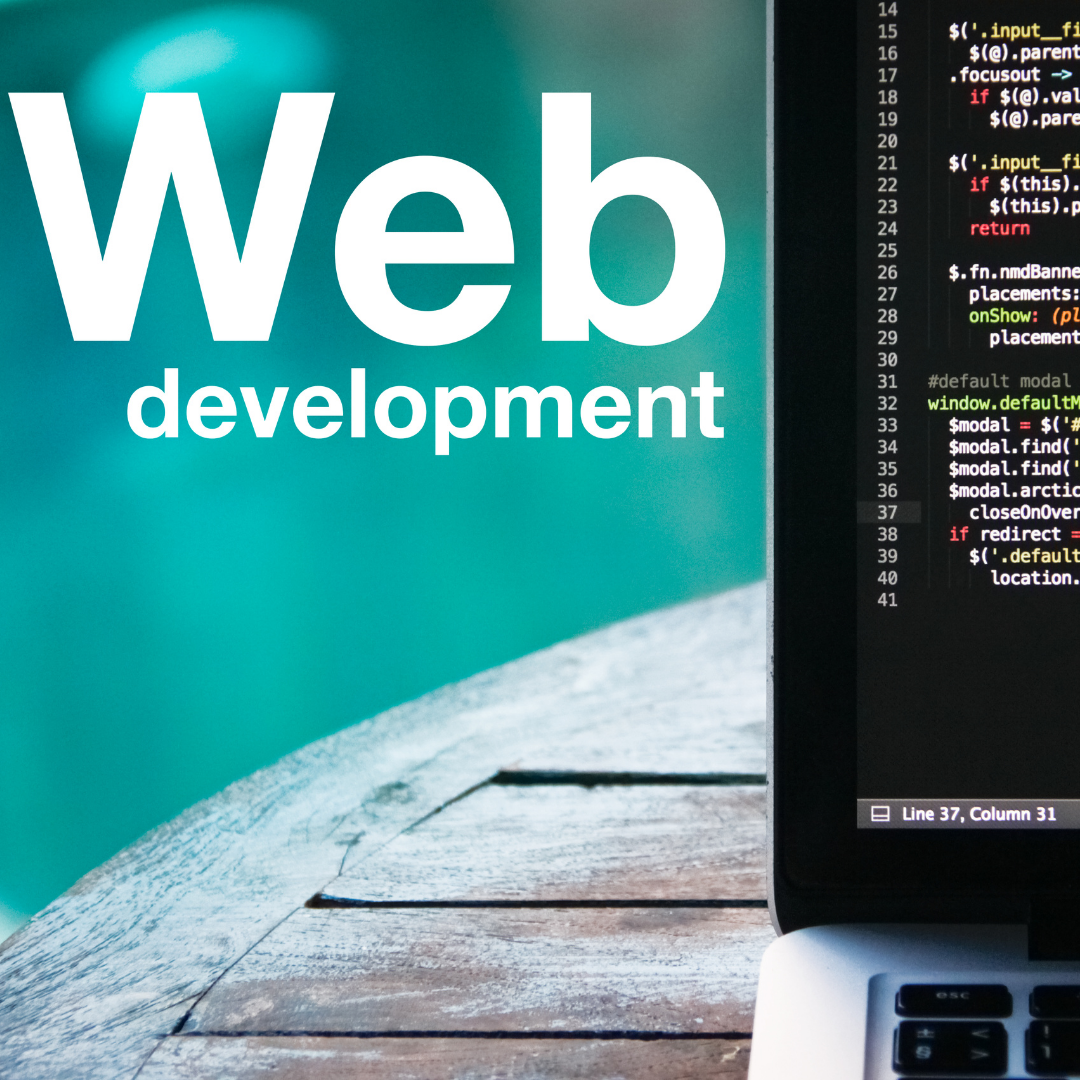 Web
development
14
15 $('.input__fi
16 $(@).parent
17 .focusout ->
18 if $(@).val
19 $(@).pare
20
21 $('.input__fi
22 if $(this).
23 $(this).p
24 return
25
26 $.fn.nmdBanne
27 placements:
28 onShow: (pl
29 placement
30
31 #default modal
32 window.defaultM
33 $modal = $('#
34 $modal.find('
35 $modal.find('
36 $modal.arctic
37 closeOnOver
38 if redirect =
39 $('.default
40 location.
41
Line 37, Column 31
esc
± <
§ >
!
1